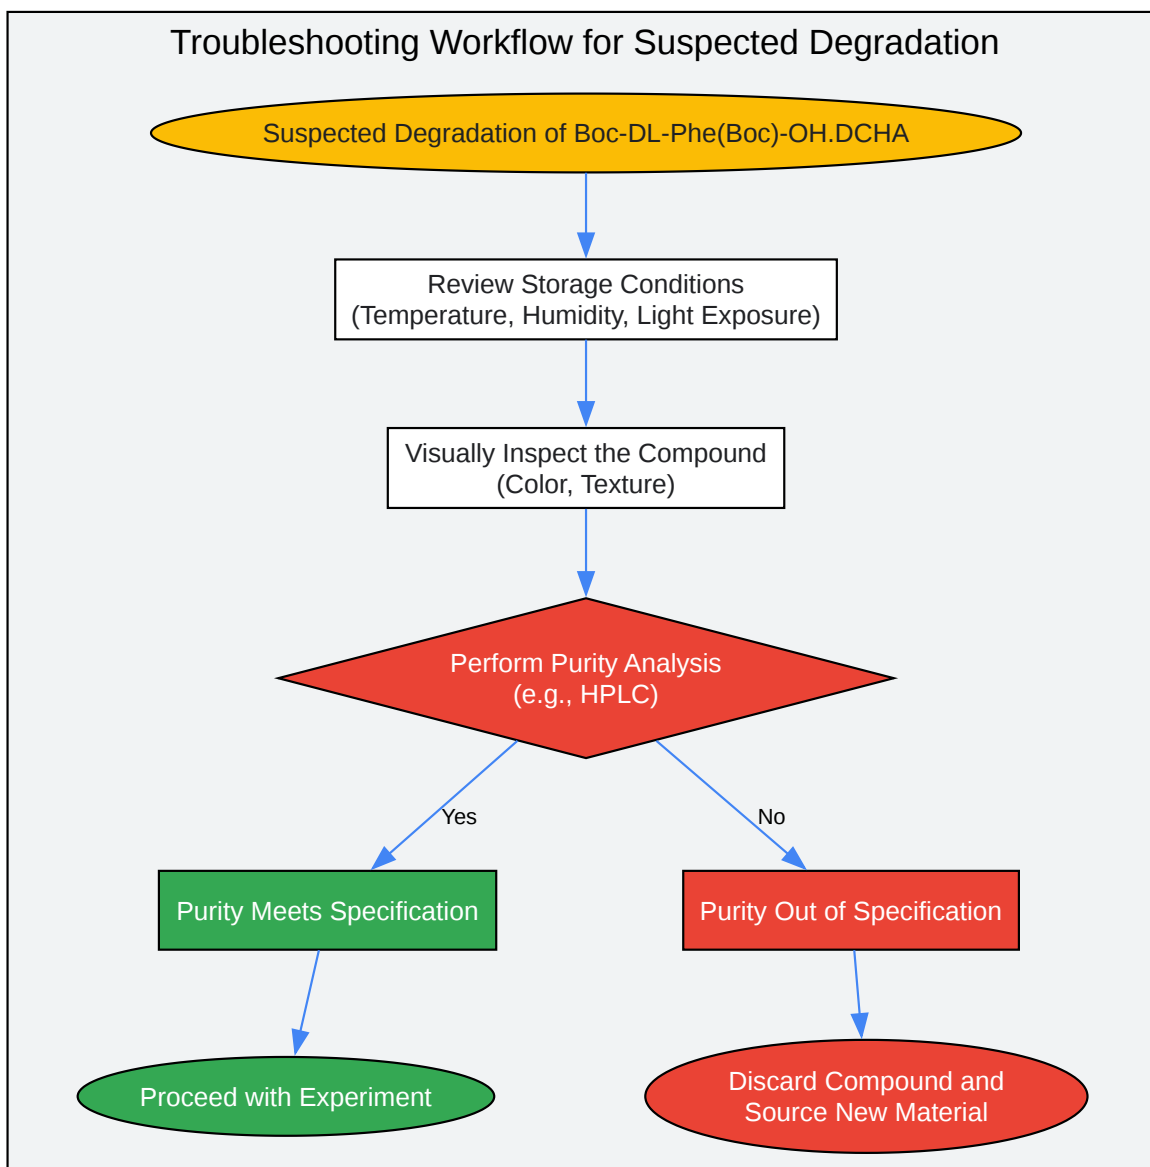 Troubleshooting Workflow for Suspected Degradation
Suspected Degradation of Boc-DL-Phe(Boc)-OH.DCHA
Review Storage Conditions
(Temperature, Humidity, Light Exposure)
Visually Inspect the Compound
(Color, Texture)
Perform Purity Analysis
(e.g., HPLC)
Yes
No
Purity Meets Specification
Purity Out of Specification
Proceed with Experiment
Discard Compound and
Source New Material